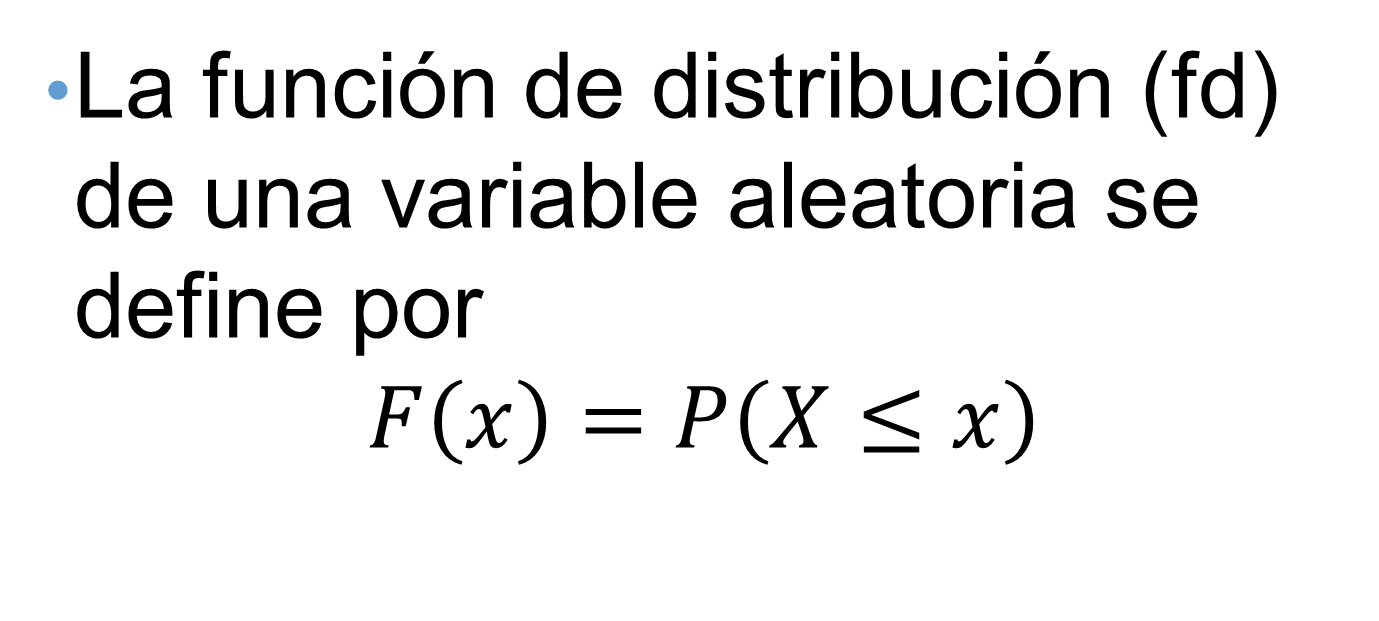 •La función de distribución (fd)
de una variable aleatoria se
define por
𝐹(𝑥) = 𝑃(𝑋 ≤ 𝑥)